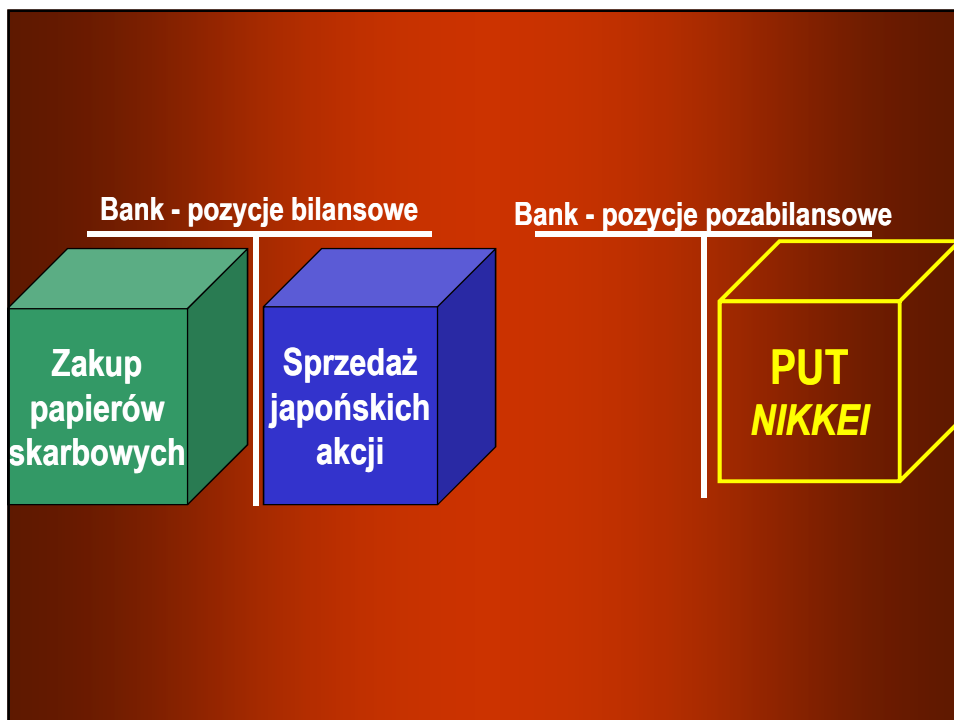 Bank - pozycje bilansowe
Zakup
papierów
skarbowych
Sprzedaż
japońskich
akcji
Bank - pozycje pozabilansowe
PUT
NIKKEI